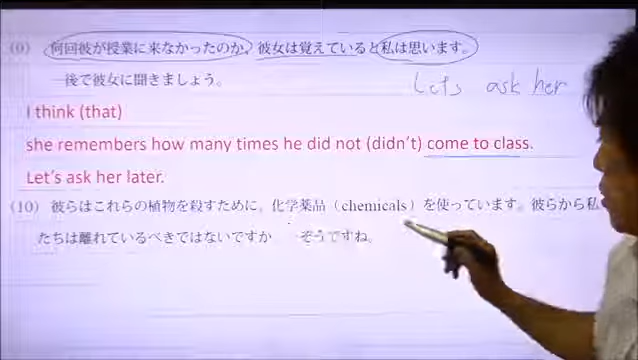 (9) 何回彼が授業に来なかったのか、彼女は覚えていると私は思います。
後で彼女に聞きましょう。
Let's ask her
I think (that)
she remembers how many times he did not (didn't) come to class.
Let's ask her later.
(10) 彼らはこれらの植物を殺すために、化学薬品（chemicals）を使っています。彼らから私
たちは離れているべきではないですか そうですね。